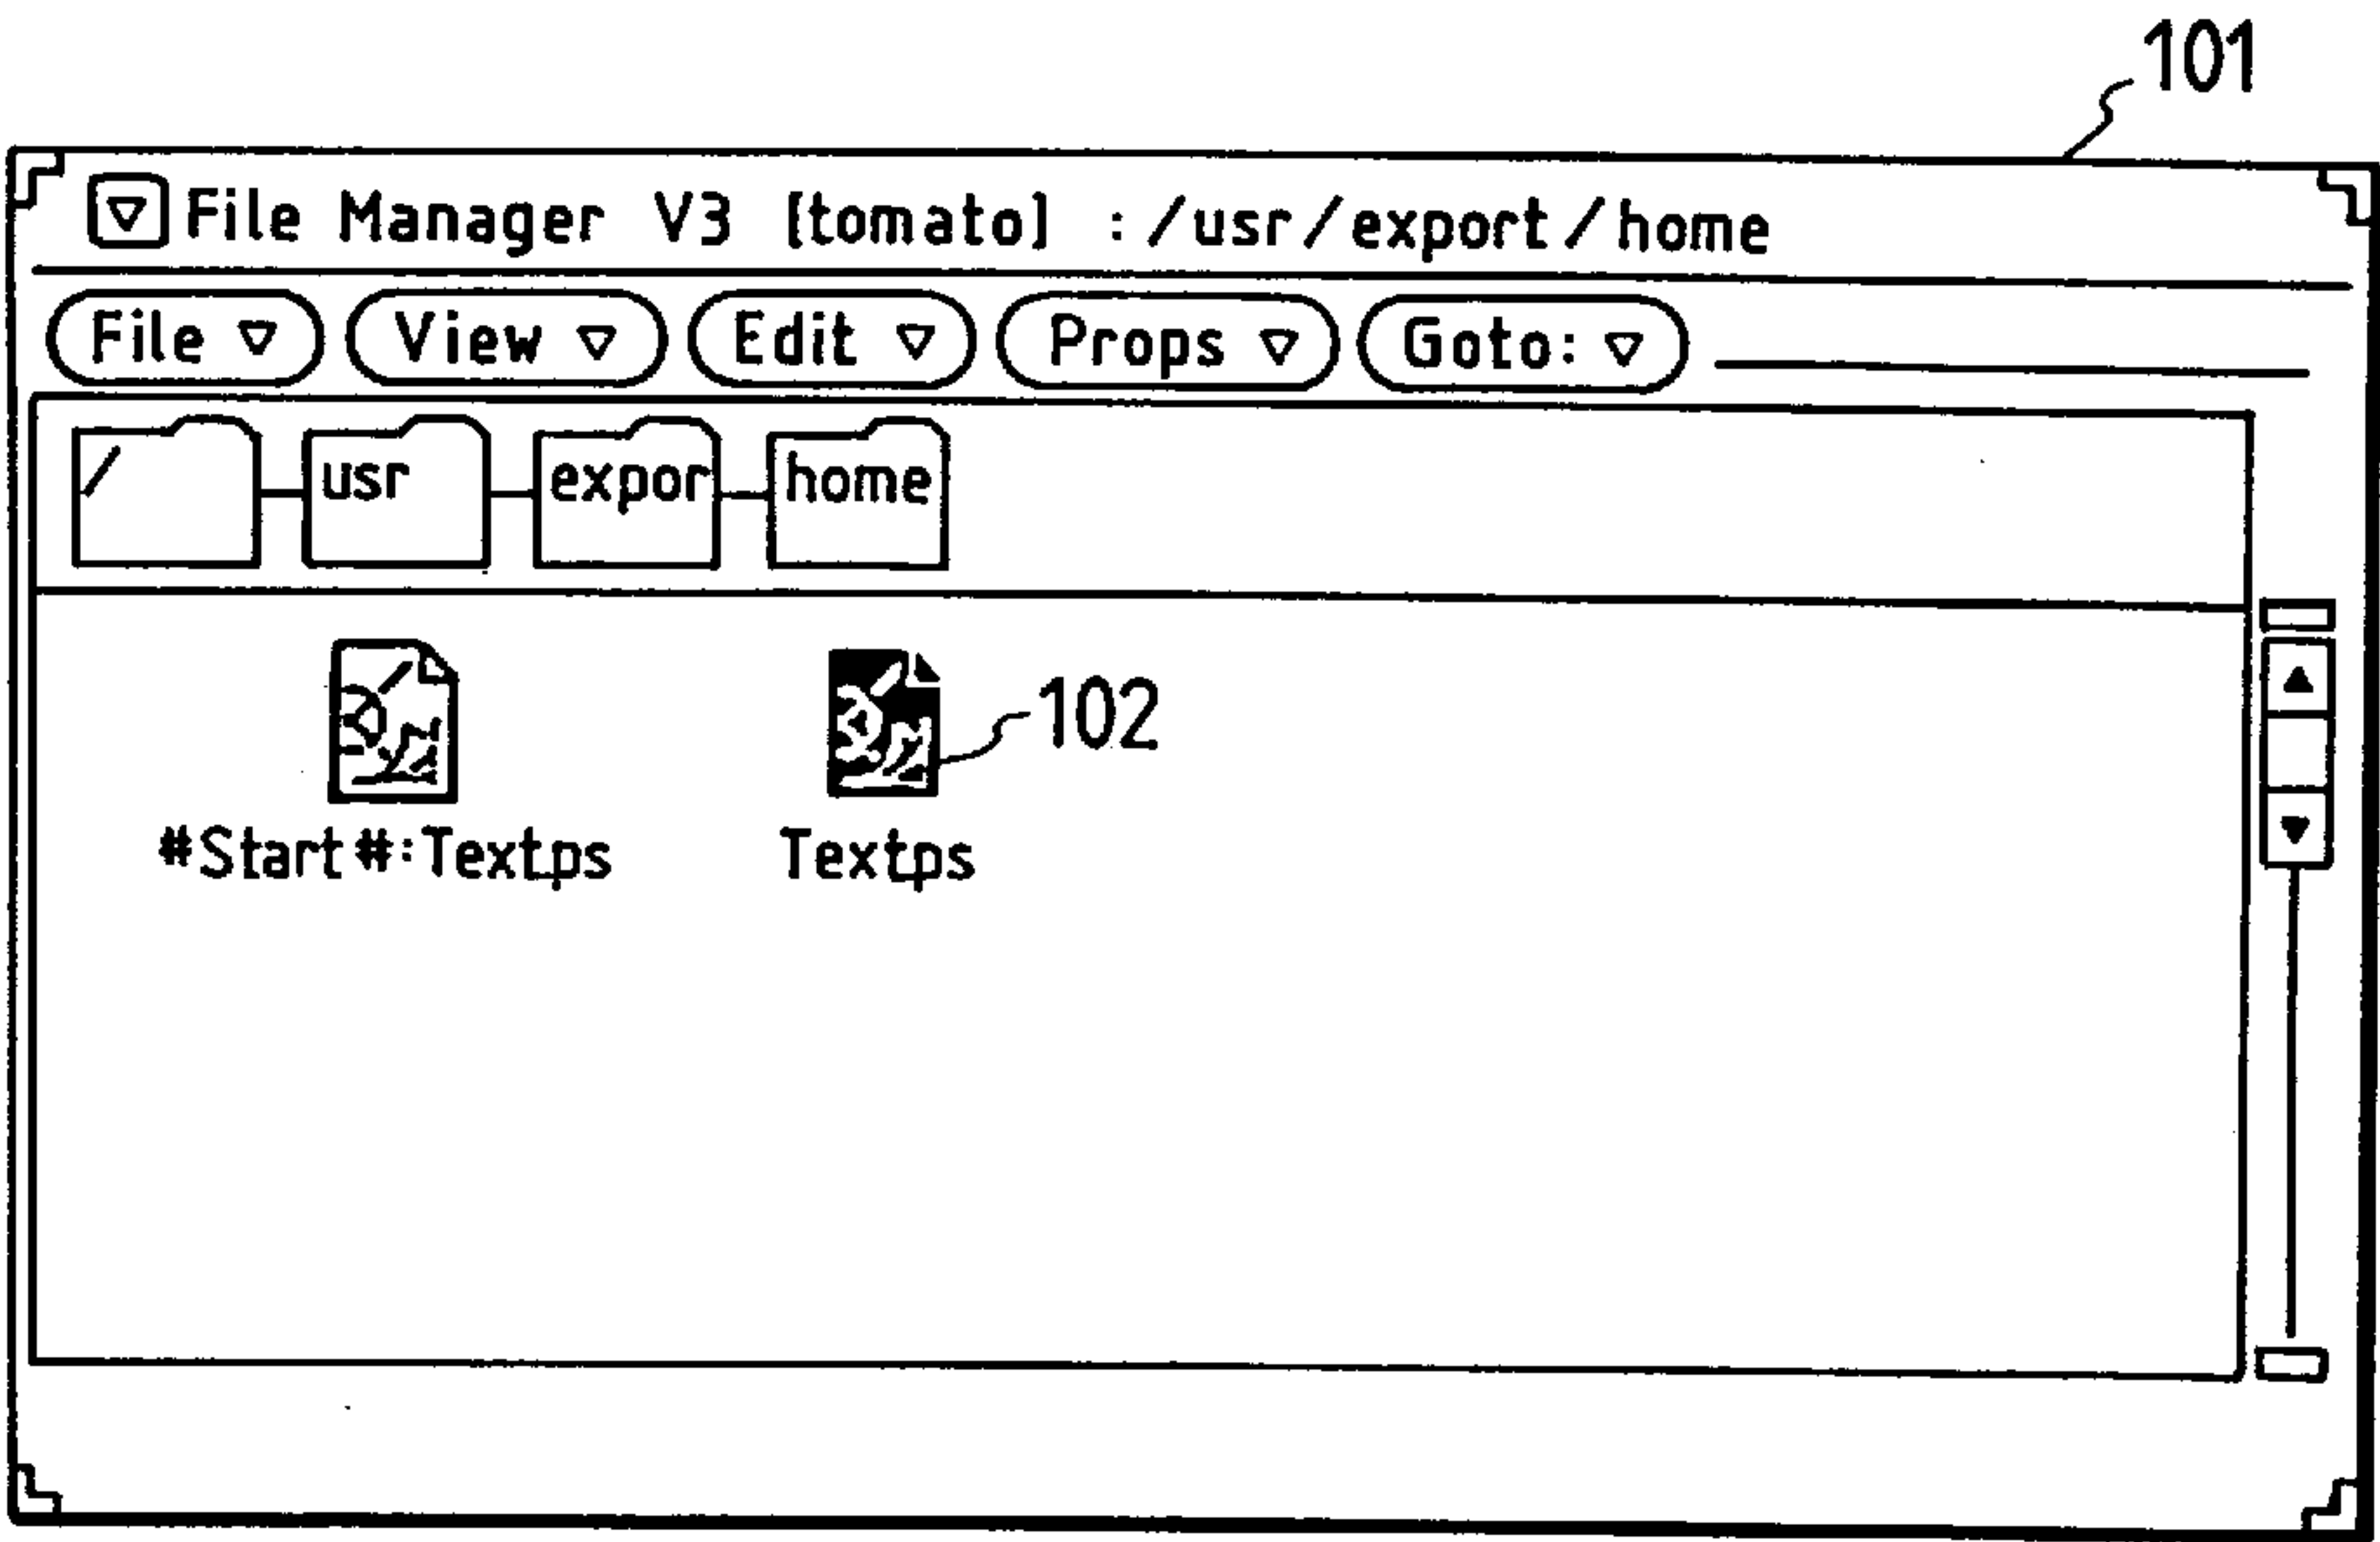 101
File Manager V3 [tomato] :/usr/export/home
File View Edit Props Goto:
/ usr expor home
102
#Start#:Textps Textps